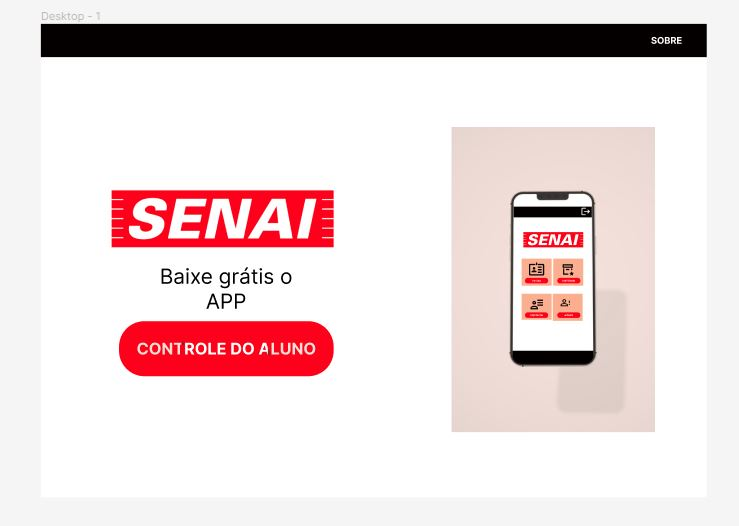 Desktop - 1
SOBRE
SENAI
Baixe grátis o
APP
CONTROLE DO ALUNO
SENAI